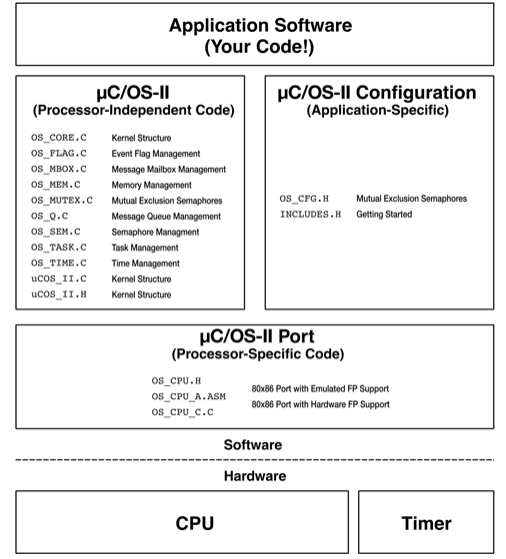 Application Software
(Your Code!)
µC/OS-II
(Processor-Independent Code)
OS_CORE.C Kernel Structure
OS_FLAG.C Event Flag Management
OS_MBOX.C Message Mailbox Management
OS_MEM.C Memory Management
OS_MUTEX.C Mutual Exclusion Semaphores
OS_Q.C Message Queue Management
OS_SEM.C Semaphore Managment
OS_TASK.C Task Management
OS_TIME.C Time Management
uCOS_II.C Kernel Structure
uCOS_II.H Kernel Structure
µC/OS-II Configuration
(Application-Specific)
OS_CFG.H Mutual Exclusion Semaphores
INCLUDES.H Getting Started
µC/OS-II Port
(Processor-Specific Code)
OS_CPU.H
OS_CPU_A.ASM
OS_CPU_C.C
80x86 Port with Emulated FP Support
80x86 Port with Hardware FP Support
Software
Hardware
CPU
Timer